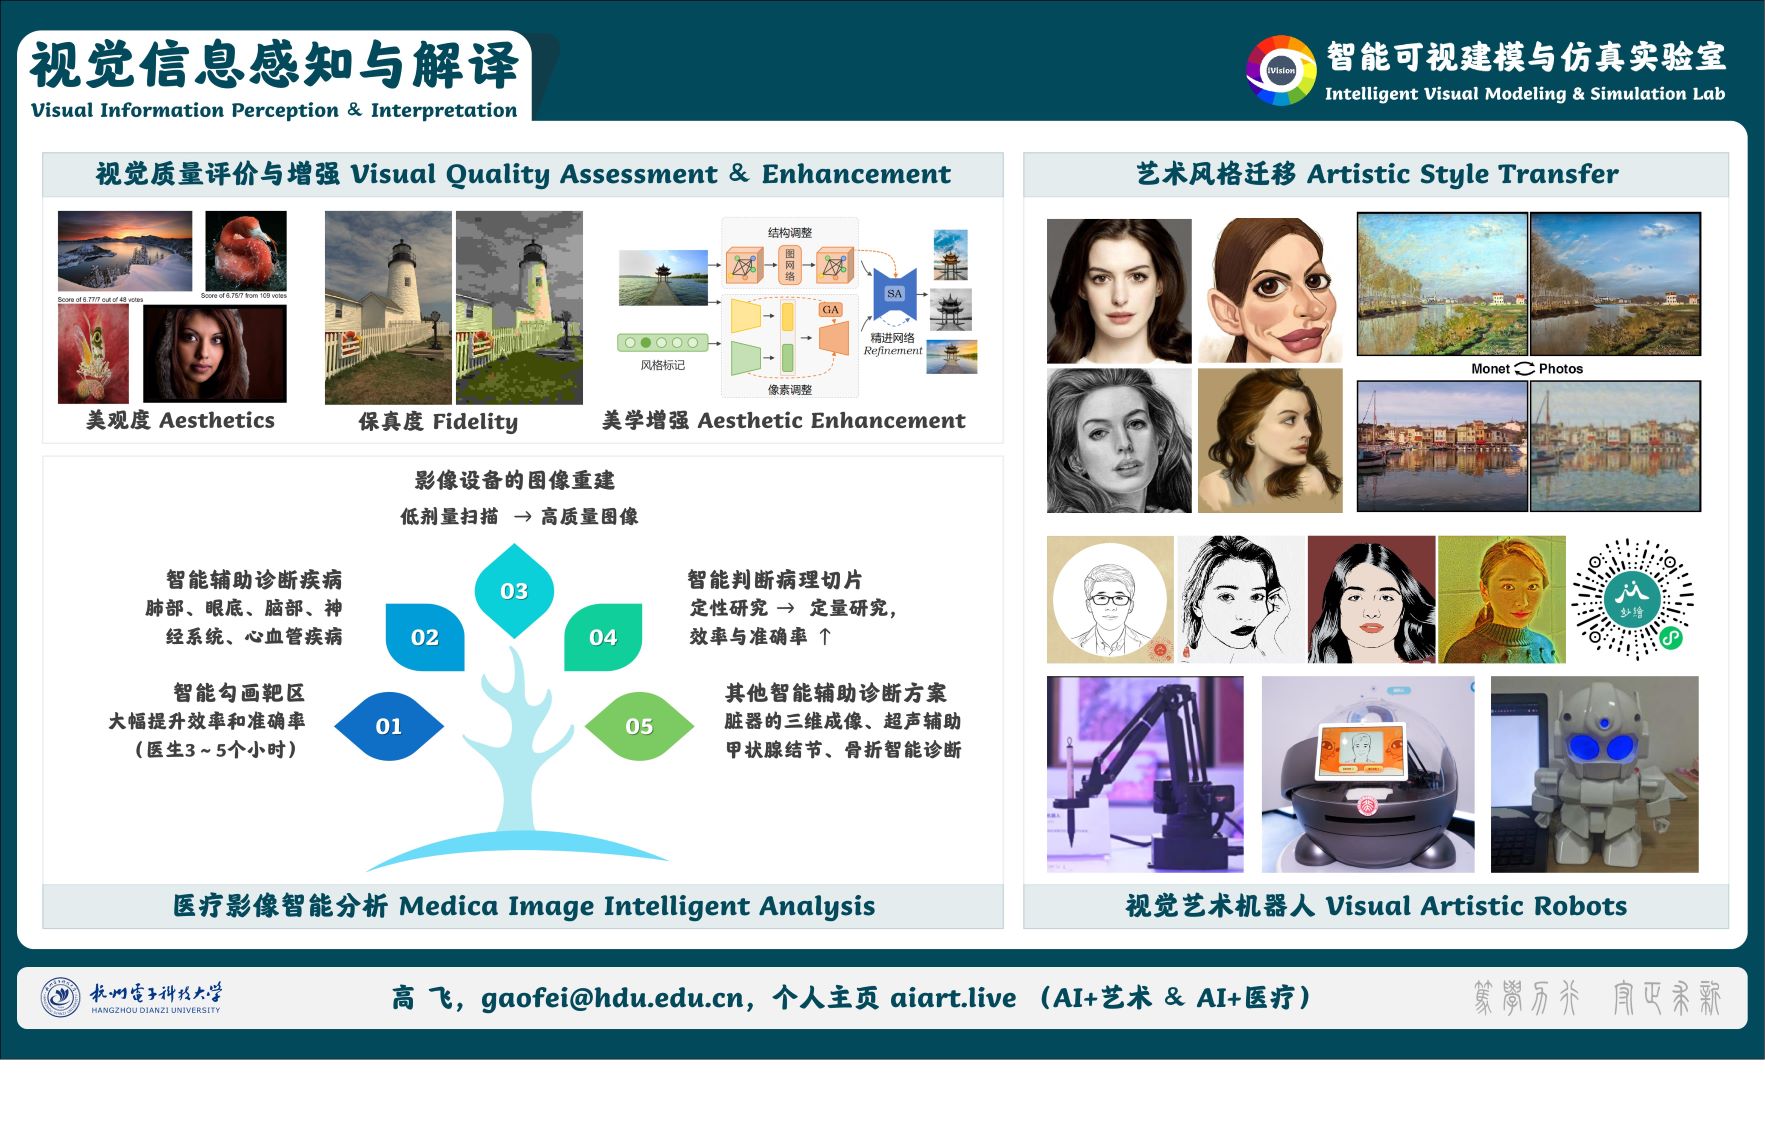 视觉信息感知与解译
Visual Information Perception & Interpretation
iVision
智能可视建模与仿真实验室
Intelligent Visual Modeling & Simulation Lab
视觉质量评价与增强 Visual Quality Assessment & Enhancement
Score of 6.77/7 out of 48 votes
Score of 6.75/7 from 109 votes
美观度 Aesthetics
保真度 Fidelity
结构调整
图网络
GA
SA
风格标记
像素调整
精进网络
Refinement
美学增强 Aesthetic Enhancement
影像设备的图像重建
低剂量扫描 → 高质量图像
03
智能辅助诊断疾病
肺部、眼底、脑部、神
经系统、心血管疾病
02
04
智能判断病理切片
定性研究 → 定量研究,
效率与准确率 ↑
智能勾画靶区
大幅提升效率和准确率
（医生3 ~ 5个小时）
01
05
其他智能辅助诊断方案
脏器的三维成像、超声辅助
甲状腺结节、骨折智能诊断
医疗影像智能分析 Medica Image Intelligent Analysis
艺术风格迁移 Artistic Style Transfer
Monet Photos
视觉艺术机器人 Visual Artistic Robots
杭州电子科技大学
HANGZHOU DIANZI UNIVERSITY
高 飞，gaofei@hdu.edu.cn，个人主页 aiart.live （AI+艺术 & AI+医疗）